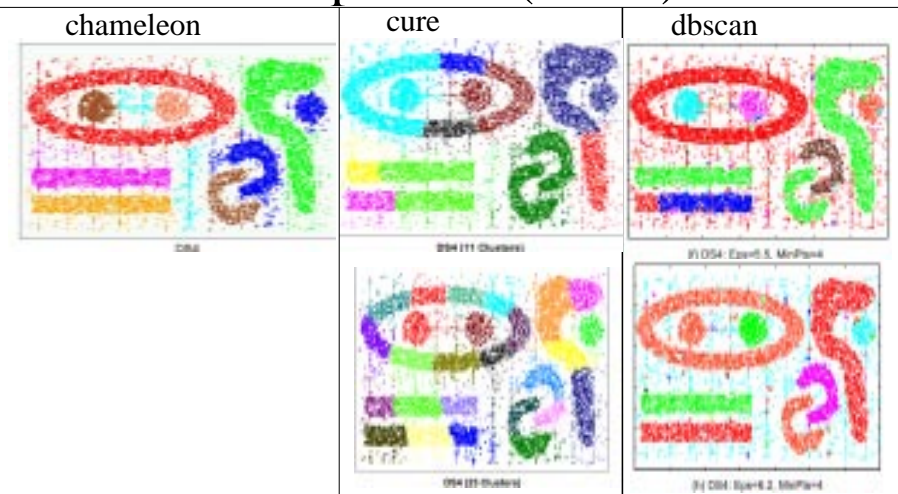 chameleon
cure
dbscan
DS4
DS4 (11 Clusters)
DS4: Eps=5.5, MinPts=4
DS4 (25 Clusters)
DS4: Eps=6.2, MinPts=4